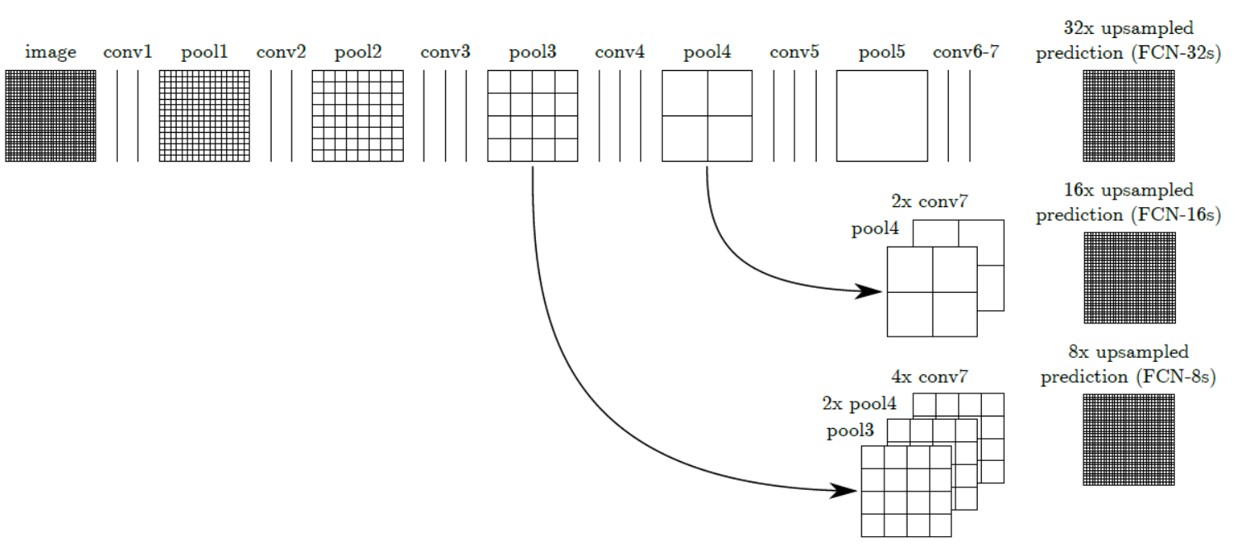 image conv1 pool1 conv2 pool2 conv3 pool3 conv4 pool4 conv5 pool5 conv6-7
32x upsampled
prediction (FCN-32s)
2x conv7
pool4
16x upsampled
prediction (FCN-16s)
4x conv7
2x pool4
pool3
8x upsampled
prediction (FCN-8s)